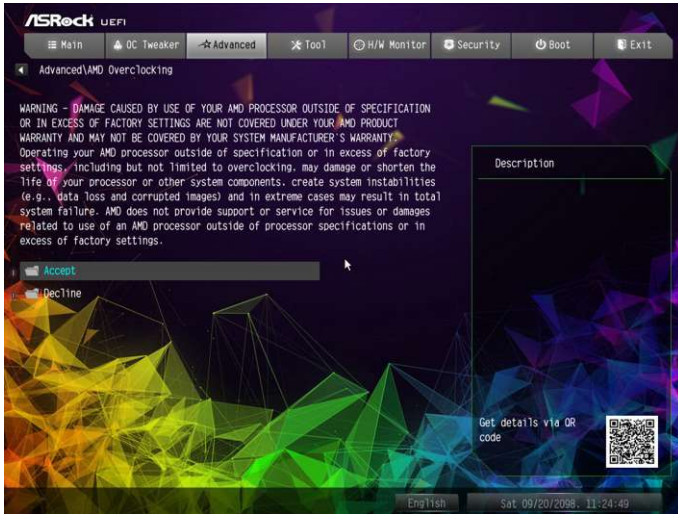 ASRock UEFI
Main OC Tweaker Advanced Tool H/W Monitor Security Boot Exit
Advanced\AMD Overclocking
WARNING - DAMAGE CAUSED BY USE OF YOUR AMD PROCESSOR OUTSIDE OF SPECIFICATION
OR IN EXCESS OF FACTORY SETTINGS ARE NOT COVERED UNDER YOUR AMD PRODUCT
WARRANTY AND MAY NOT BE COVERED BY YOUR SYSTEM MANUFACTURER'S WARRANTY.
Operating your AMD processor outside of specification or in excess of factory
settings, including but not limited to overclocking, may damage or shorten the
life of your processor or other system components, create system instabilities
(e.g., data loss and corrupted images) and in extreme cases may result in total
system failure. AMD does not provide support or service for issues or damages
related to use of an AMD processor outside of processor specifications or in
excess of factory settings.
Accept
Decline
Description
Get details via QR
code
English
Sat 09/20/2098, 11:24:49